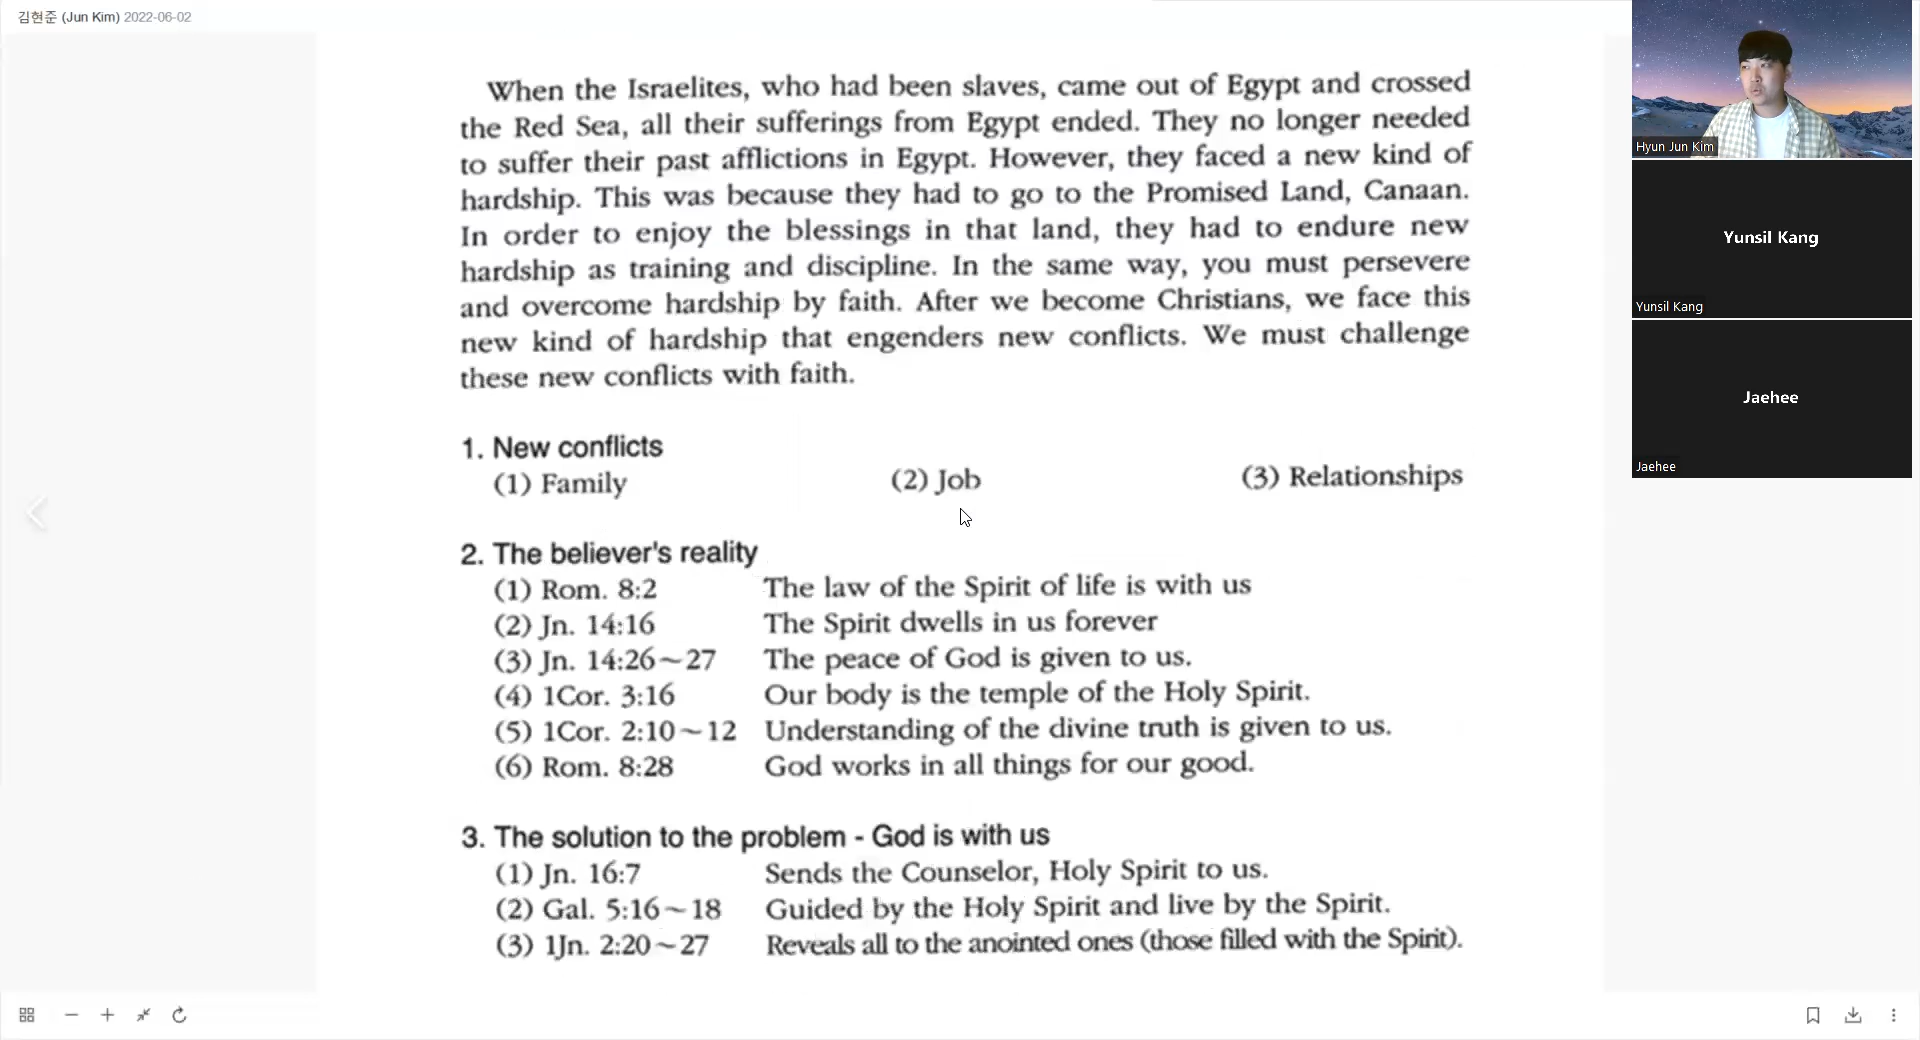 김현준 (Jun Kim) 2022-06-02
When the Israelites, who had been slaves, came out of Egypt and crossed
the Red Sea, all their sufferings from Egypt ended. They no longer needed
to suffer their past afflictions in Egypt. However, they faced a new kind of
hardship. This was because they had to go to the Promised Land, Canaan.
In order to enjoy the blessings in that land, they had to endure new
hardship as training and discipline. In the same way, you must persevere
and overcome hardship by faith. After we become Christians, we face this
new kind of hardship that engenders new conflicts. We must challenge
these new conflicts with faith.
1. New conflicts
(1) Family (2) Job (3) Relationships
2. The believer's reality
(1) Rom. 8:2 The law of the Spirit of life is with us
(2) Jn. 14:16 The Spirit dwells in us forever
(3) Jn. 14:26~27 The peace of God is given to us.
(4) 1Cor. 3:16 Our body is the temple of the Holy Spirit.
(5) 1Cor. 2:10~12 Understanding of the divine truth is given to us.
(6) Rom. 8:28 God works in all things for our good.
3. The solution to the problem - God is with us
(1) Jn. 16:7 Sends the Counselor, Holy Spirit to us.
(2) Gal. 5:16~18 Guided by the Holy Spirit and live by the Spirit.
(3) 1Jn. 2:20~27 Reveals all to the anointed ones (those filled with the Spirit).
Hyun Jun Kim
Yunsil Kang
Yunsil Kang
Jaehee
Jaehee